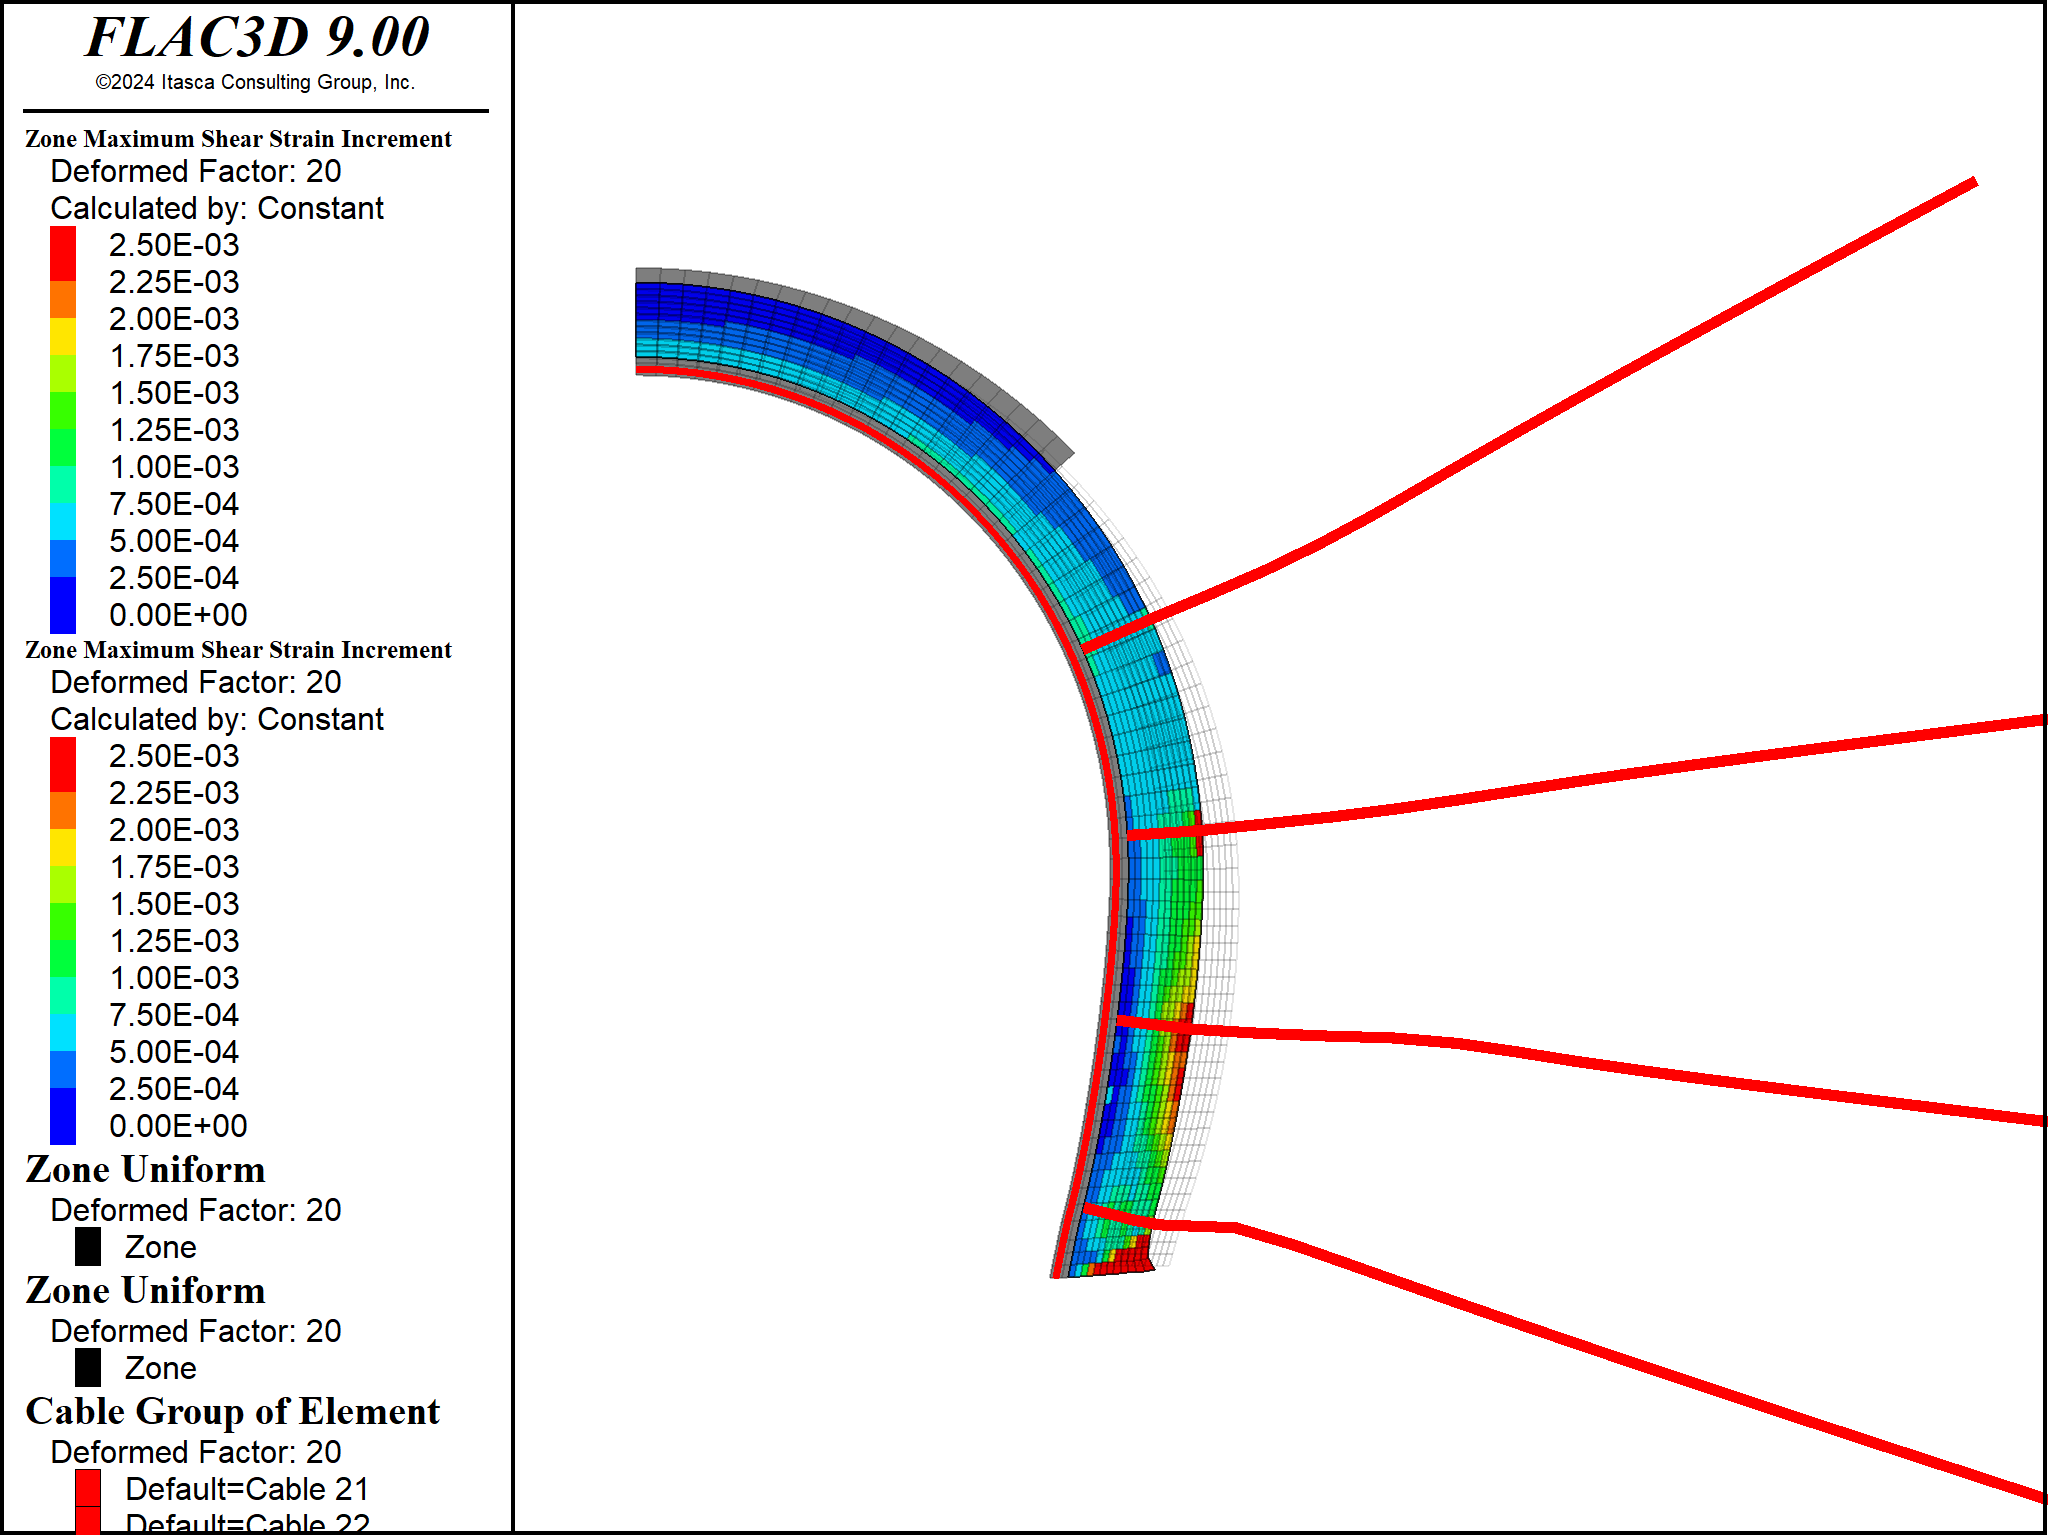 FLAC3D 9.00
©2024 Itasca Consulting Group, Inc.
Zone Maximum Shear Strain Increment
Deformed Factor: 20
Calculated by: Constant
2.50E-03
2.25E-03
2.00E-03
1.75E-03
1.50E-03
1.25E-03
1.00E-03
7.50E-04
5.00E-04
2.50E-04
0.00E+00
Zone Maximum Shear Strain Increment
Deformed Factor: 20
Calculated by: Constant
2.50E-03
2.25E-03
2.00E-03
1.75E-03
1.50E-03
1.25E-03
1.00E-03
7.50E-04
5.00E-04
2.50E-04
0.00E+00
Zone Uniform
Deformed Factor: 20
Zone
Zone Uniform
Deformed Factor: 20
Zone
Cable Group of Element
Deformed Factor: 20
Default=Cable 21
Default=Cable 22